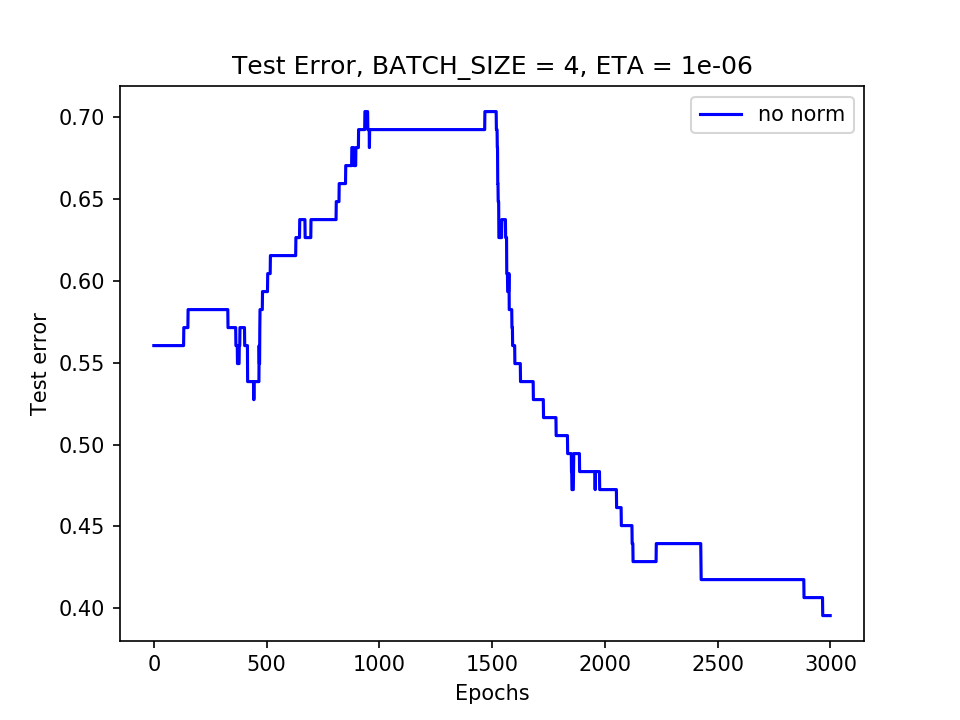 Test Error, BATCH_SIZE = 4, ETA = 1e-06
no norm
0.70
0.65
0.60
0.55
0.50
0.45
0.40
Test error
0 500 1000 1500 2000 2500 3000
Epochs